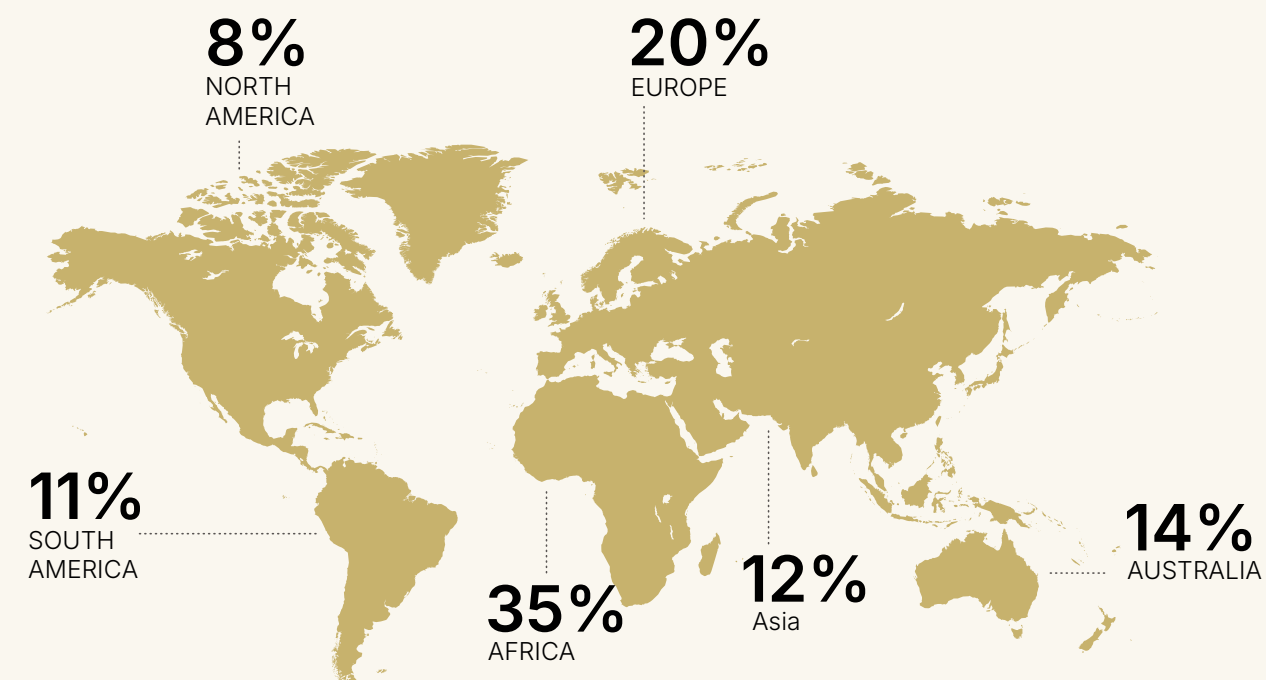 8%
NORTH
AMERICA
20%
EUROPE
11%
SOUTH
AMERICA
35%
AFRICA
12%
Asia
14%
AUSTRALIA